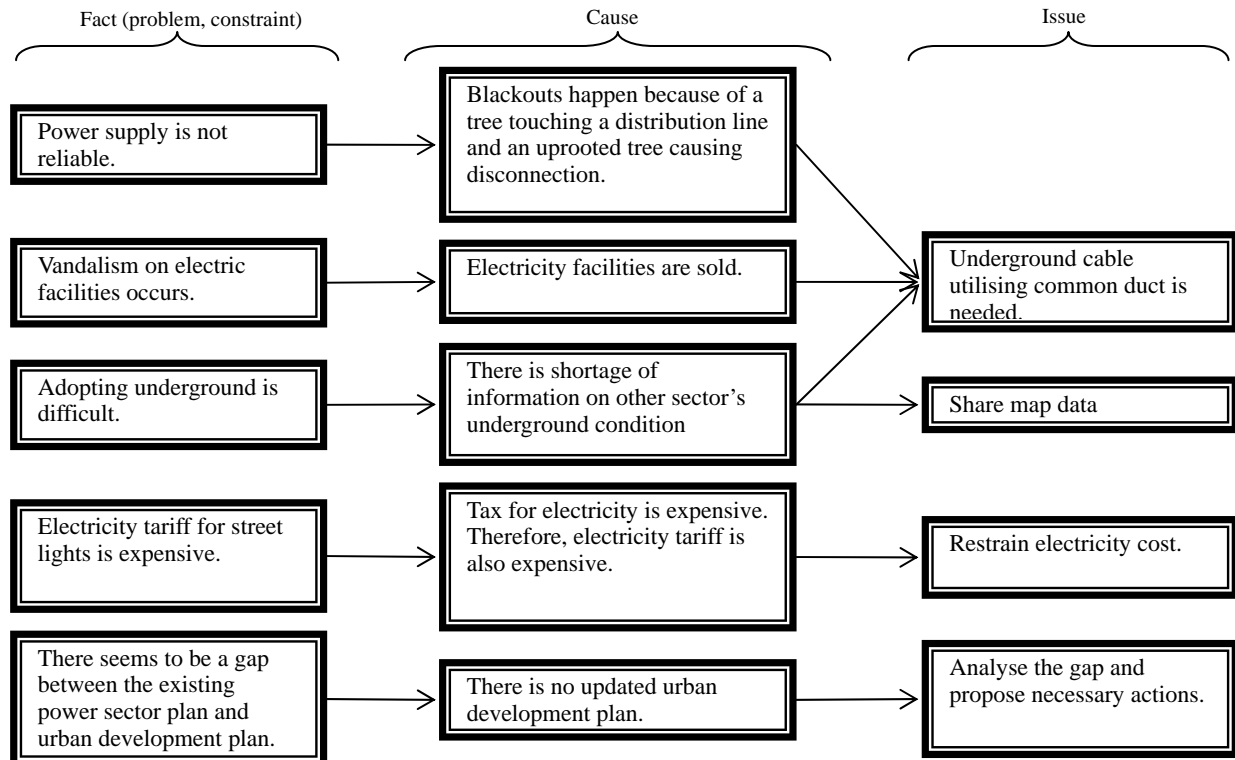 Fact (problem, constraint)
Cause
Issue
Power supply is not
reliable.
Blackouts happen because of a
tree touching a distribution line
and an uprooted tree causing
disconnection.
Vandalism on electric
facilities occurs.
Electricity facilities are sold.
Underground cable
utilising common duct is
needed.
Adopting underground is
difficult.
There is shortage of
information on other sector’s
underground condition
Share map data
Electricity tariff for street
lights is expensive.
Tax for electricity is expensive.
Therefore, electricity tariff is
also expensive.
Restrain electricity cost.
There seems to be a gap
between the existing
power sector plan and
urban development plan.
There is no updated urban
development plan.
Analyse the gap and
propose necessary actions.